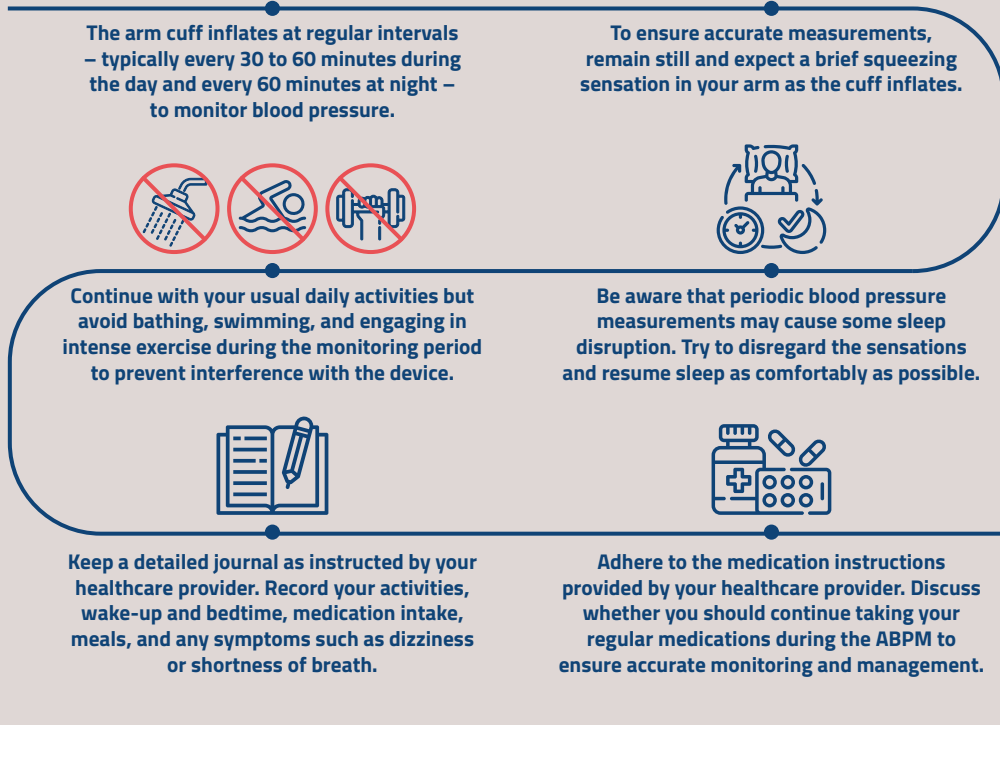 The arm cuff inflates at regular intervals
– typically every 30 to 60 minutes during
the day and every 60 minutes at night –
to monitor blood pressure.
To ensure accurate measurements,
remain still and expect a brief squeezing
sensation in your arm as the cuff inflates.
Continue with your usual daily activities but
avoid bathing, swimming, and engaging in
intense exercise during the monitoring period
to prevent interference with the device.
Be aware that periodic blood pressure
measurements may cause some sleep
disruption. Try to disregard the sensations
and resume sleep as comfortably as possible.
Keep a detailed journal as instructed by your
healthcare provider. Record your activities,
wake-up and bedtime, medication intake,
meals, and any symptoms such as dizziness
or shortness of breath.
Adhere to the medication instructions
provided by your healthcare provider. Discuss
whether you should continue taking your
regular medications during the ABPM to
ensure accurate monitoring and management.